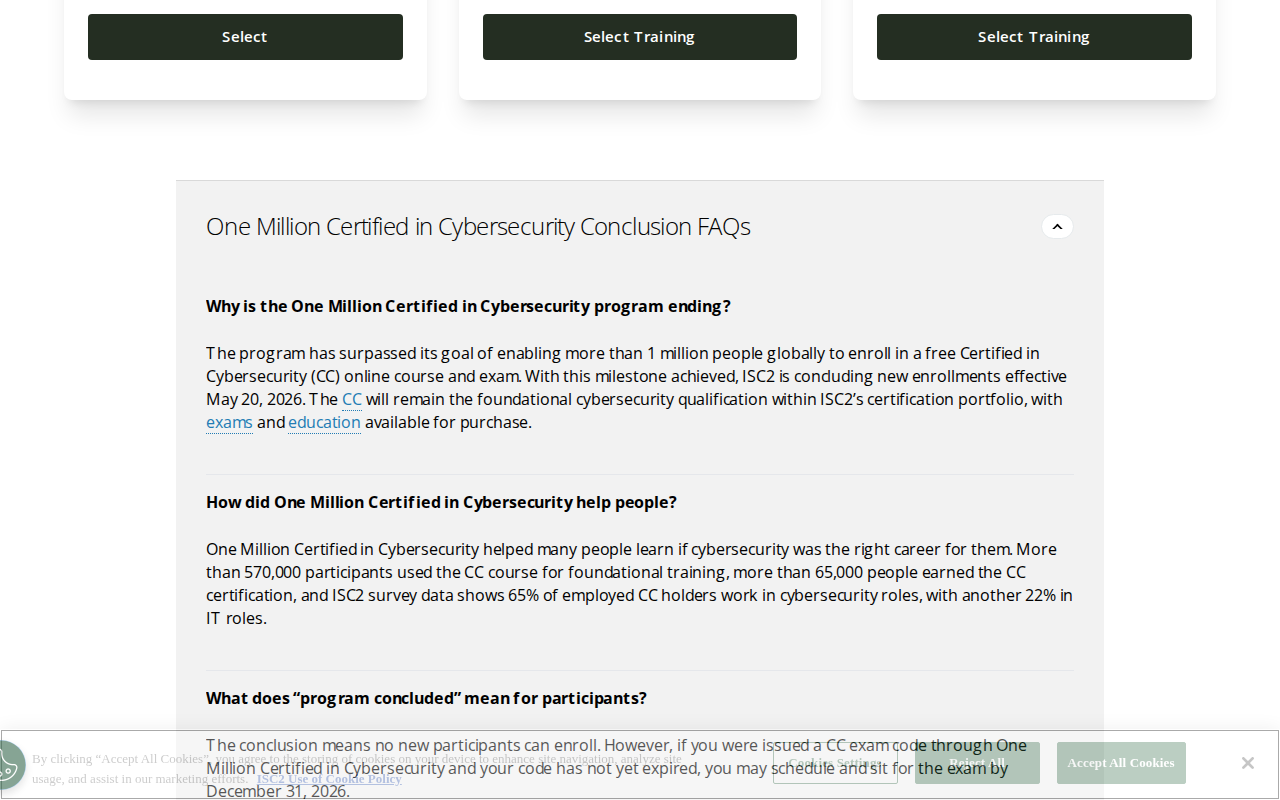 Select
Select Training
Select Training
One Million Certified in Cybersecurity Conclusion FAQs
Why is the One Million Certified in Cybersecurity program ending?
The program has surpassed its goal of enabling more than 1 million people globally to enroll in a free Certified in
Cybersecurity (CC) online course and exam. With this milestone achieved, ISC2 is concluding new enrollments effective
May 20, 2026. The CC will remain the foundational cybersecurity qualification within ISC2’s certification portfolio, with
exams and education available for purchase.
How did One Million Certified in Cybersecurity help people?
One Million Certified in Cybersecurity helped many people learn if cybersecurity was the right career for them. More
than 570,000 participants used the CC course for foundational training, more than 65,000 people earned the CC
certification, and ISC2 survey data shows 65% of employed CC holders work in cybersecurity roles, with another 22% in
IT roles.
What does “program concluded” mean for participants?
The conclusion means no new participants can enroll. However, if you were issued a CC exam code through One
Million Certified in Cybersecurity and your code has not yet expired, you may schedule and sit for the exam by
December 31, 2026.
By clicking “Accept All Cookies”, you agree to the storing of cookies on your device to enhance site navigation, analyze site
usage, and assist in our marketing efforts. ISC2 Use of Cookie Policy
Cookies Settings
Reject All
Accept All Cookies